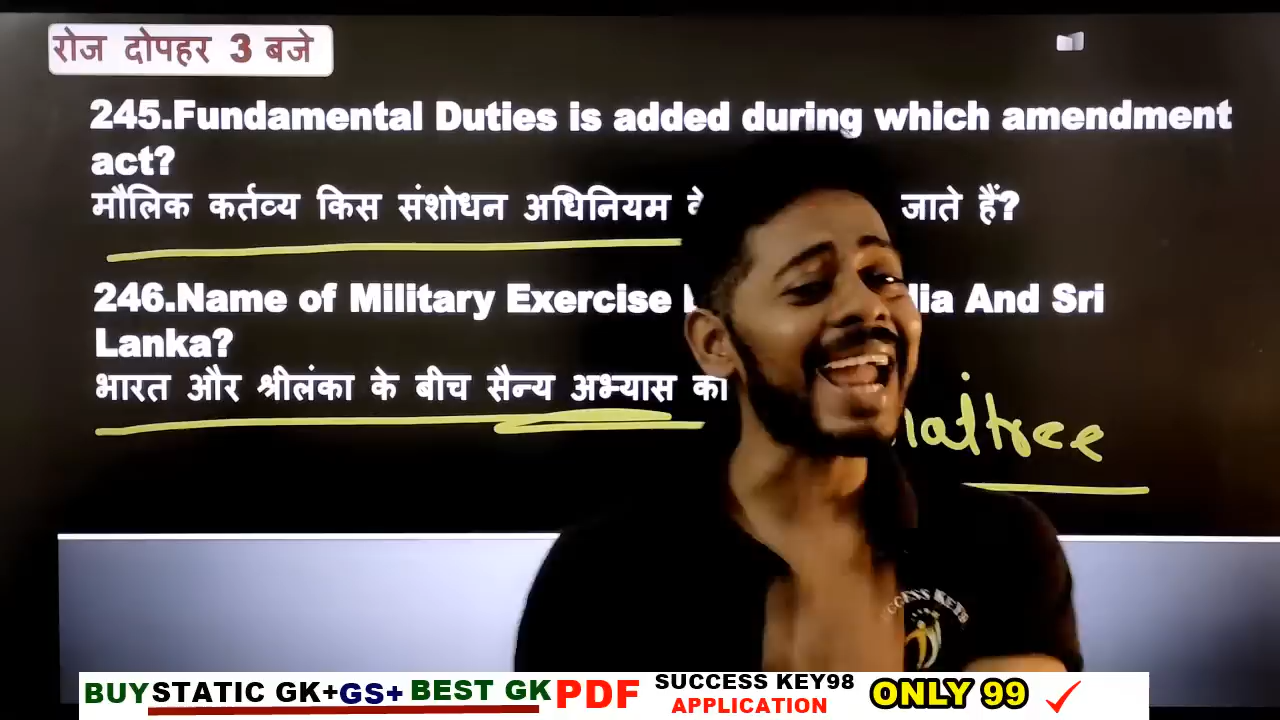 रोज दोपहर 3 बजे
245.Fundamental Duties is added during which amendment
act?
मौलिक कर्तव्य किस संशोधन अधिनियम जाते हैं?
246.Name of Military Exercise And Sri
Lanka?
भारत और श्रीलंका के बीच सैन्य अभ्यास का
BUY STATIC GK+GS+ BEST GK PDF SUCCESS KEY98 APPLICATION ONLY 99